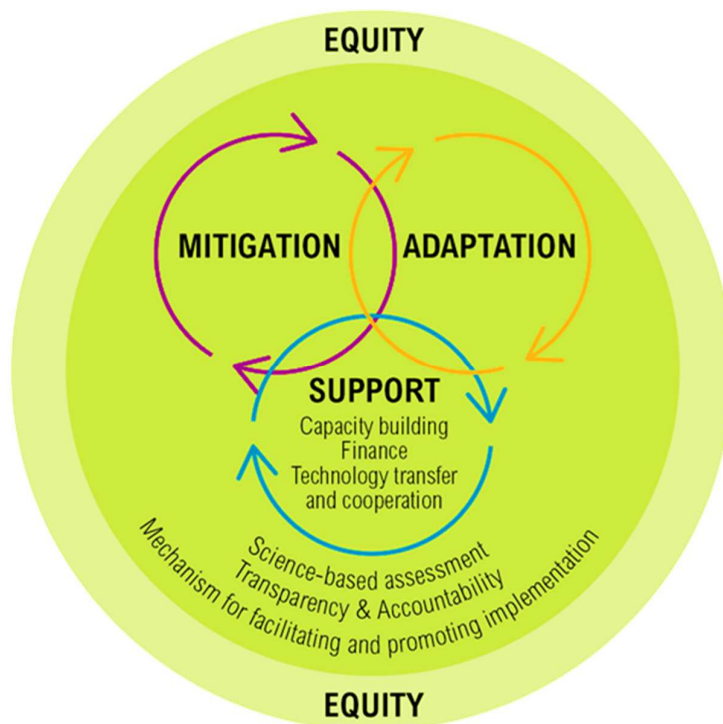 EQUITY
MITIGATION
ADAPTATION
SUPPORT
Capacity building
Finance
Technology transfer
and cooperation
Science-based assessment
Transparency & Accountability
Mechanism for facilitating and promoting implementation
EQUITY